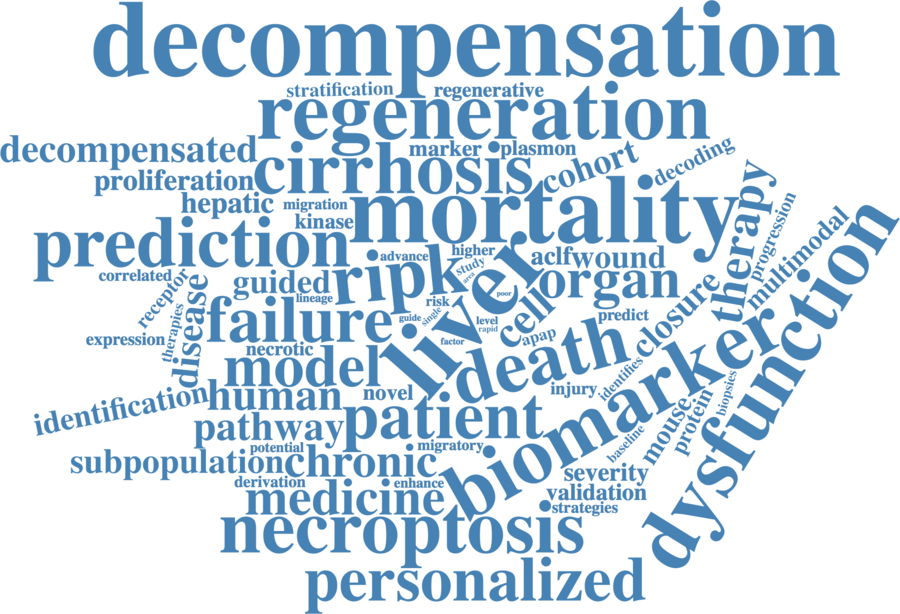 decompensation
stratification regenerative
regeneration
decompensated marker plasmon
cirrhosis cohort decoding
proliferation
hepatic migration mortality therapy
kinase
prediction advance higher aclf wound progression
correlated ripk study area organ multimodal
receptor guided lineage liver poor
disease risk single cell closure dysfunction
failure guide level rapid predict
expression therapies factor apap
necrotic death
model injury identifies biomarker
identification human novel biopsies
pathway patient mouse protein
potential migratory baseline
subpopulation chronic severity
derivation enhance validation
medicine strategies
necroptosis
personalized